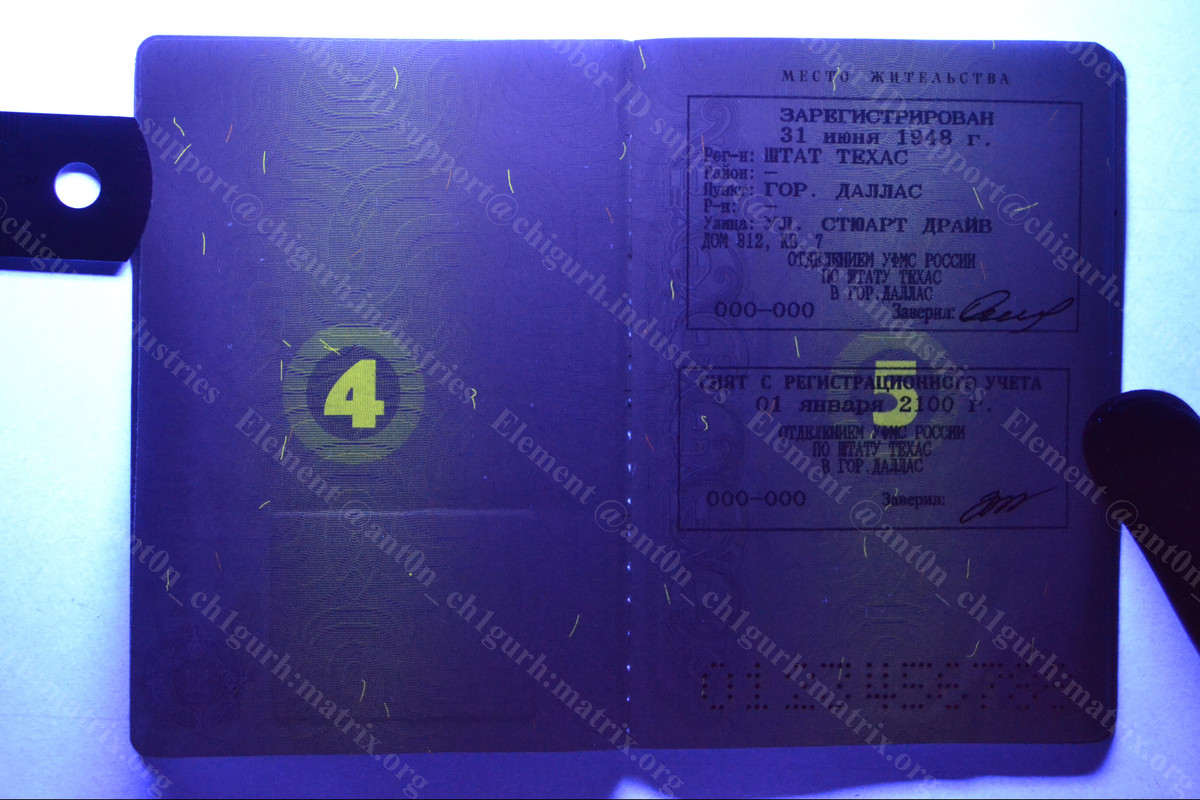 МЕСТО ЖИТЕЛЬСТВА
ЗАРЕГИСТРИРОВАН
31 июня 1948 г.
Рег-н: ШТАТ ТЕХАС
Район: —
Пункт: ГОР. ДАЛЛАС
Р-н: —
Улица: УЛ. СТЮАРТ ДРАЙВ
ДОМ 812, КВ. 7
ОТДЕЛЕНИЕМ УФМС РОССИИ
ПО ШТАТУ ТЕХАС
В ГОР.ДАЛЛАС
000-000 Заверил:
4
5
СНЯТ С РЕГИСТРАЦИОННОГО УЧЕТА
01 января 2100 г.
ОТДЕЛЕНИЕМ УФМС РОССИИ
ПО ШТАТУ ТЕХАС
В ГОР.ДАЛЛАС
000-000 Заверил:
support@chigurh.industries
Element @ant0n_ch1gurh:matrix.org